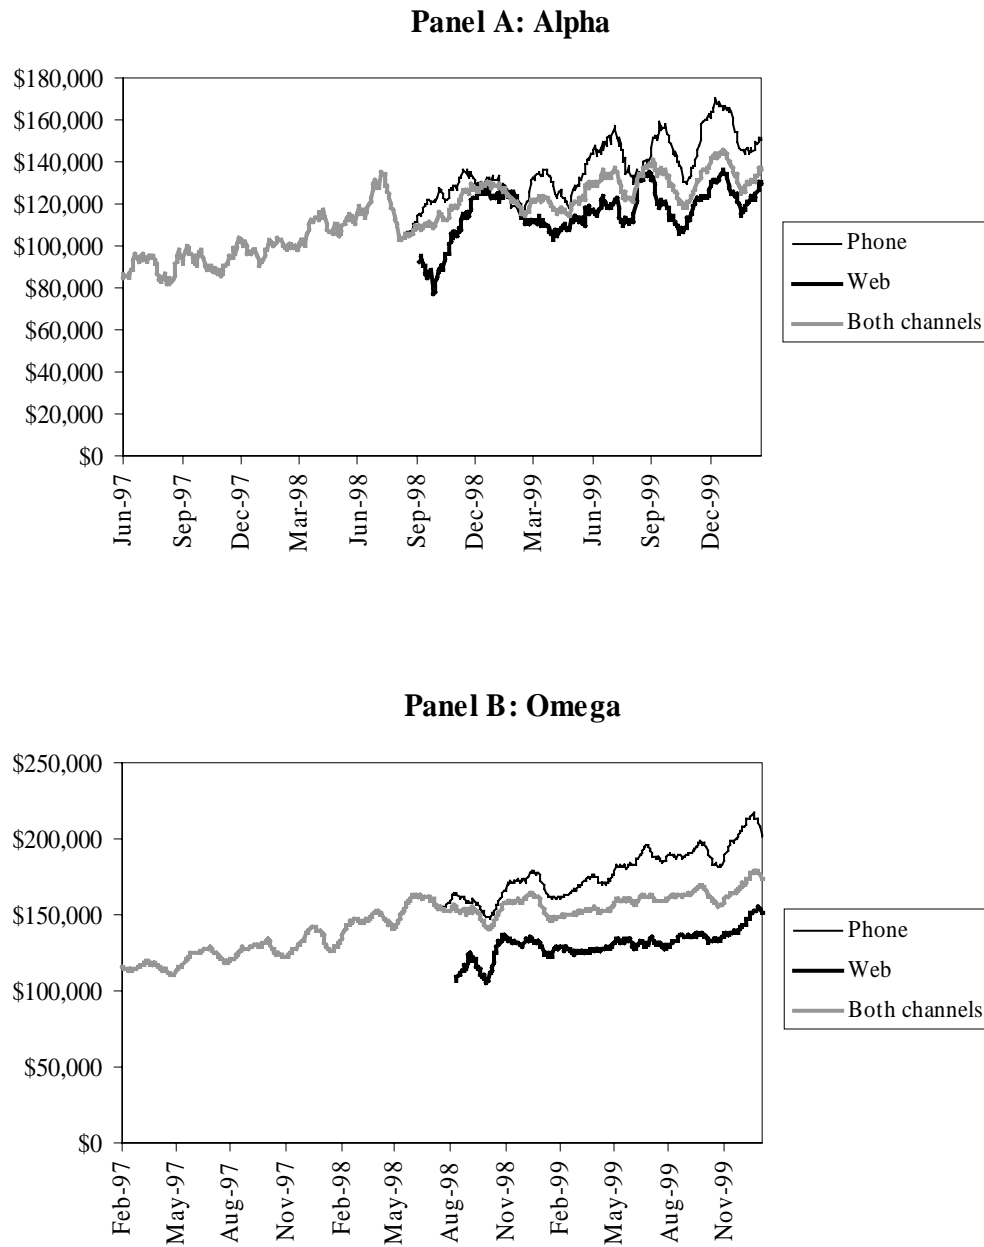 Panel A: Alpha
$180,000
$160,000
$140,000
$120,000
$100,000
$80,000
$60,000
$40,000
$20,000
$0
Jun-97
Sep-97
Dec-97
Mar-98
Jun-98
Sep-98
Dec-98
Mar-99
Jun-99
Sep-99
Dec-99
Phone
Web
Both channels
Panel B: Omega
$250,000
$200,000
$150,000
$100,000
$50,000
$0
Feb-97
May-97
Aug-97
Nov-97
Feb-98
May-98
Aug-98
Nov-98
Feb-99
May-99
Aug-99
Nov-99
Phone
Web
Both channels